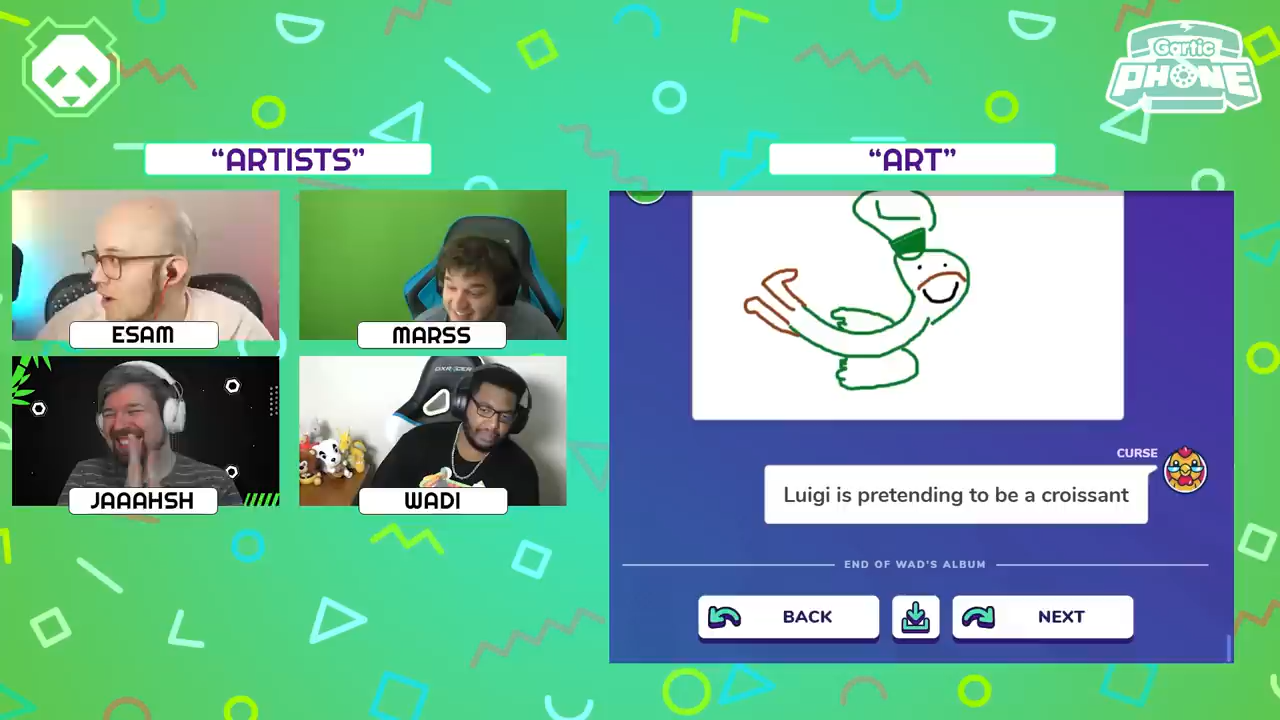 Gartic
PHONE
“ARTISTS”
“ART”
ESAM
MARSS
JAAAHSH
WADI
CURSE
Luigi is pretending to be a croissant
END OF WAD'S ALBUM
BACK
NEXT